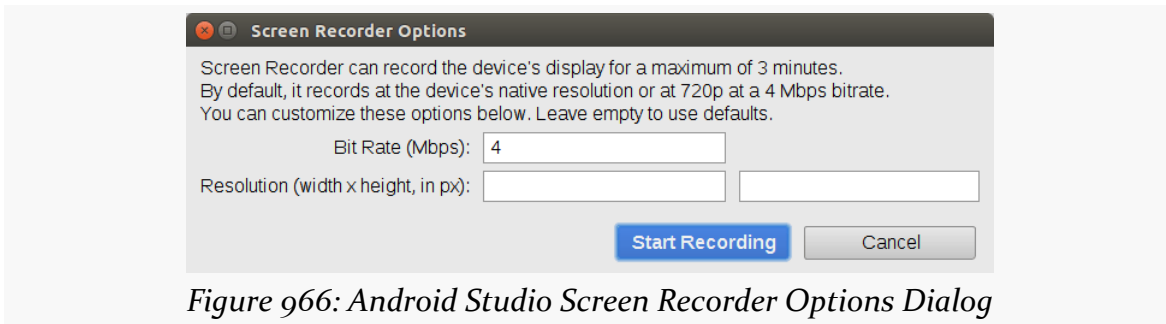 Screen Recorder Options
Screen Recorder can record the device's display for a maximum of 3 minutes.
By default, it records at the device's native resolution or at 720p at a 4 Mbps bitrate.
You can customize these options below. Leave empty to use defaults.
Bit Rate (Mbps): 4
Resolution (width x height, in px):
Start Recording Cancel
Figure 966: Android Studio Screen Recorder Options Dialog